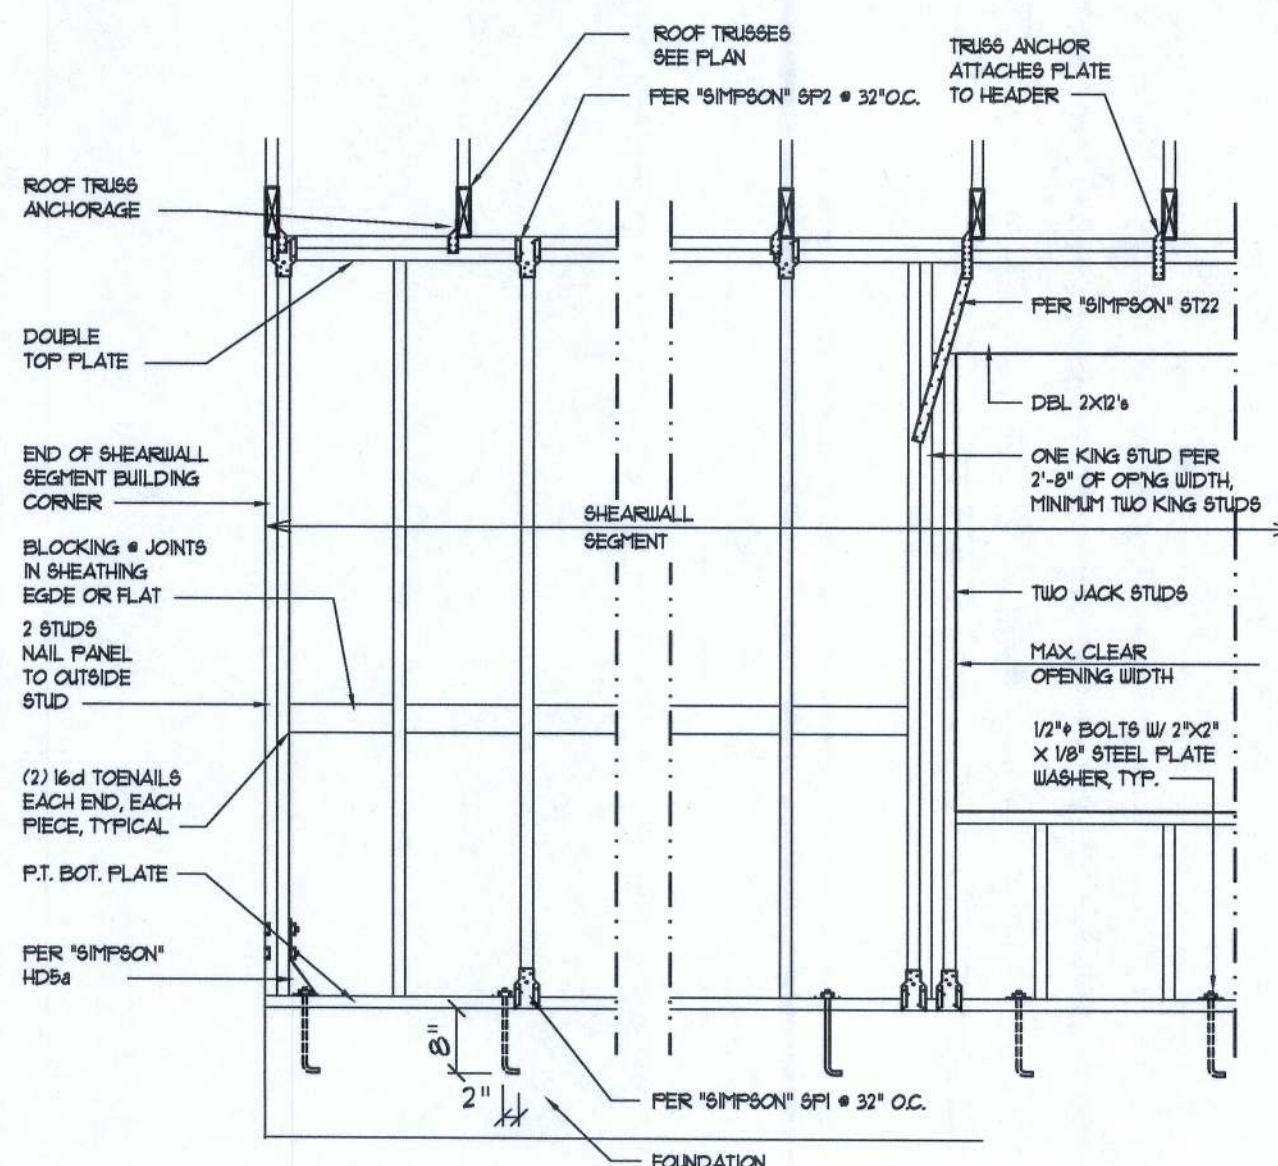 ROOF TRUSSES
SEE PLAN
PER "SIMPSON" SP2 @ 32"O.C.
TRUSS ANCHOR
ATTACHES PLATE
TO HEADER
ROOF TRUSS
ANCHORAGE
DOUBLE
TOP PLATE
END OF SHEARWALL
SEGMENT BUILDING
CORNER
BLOCKING @ JOINTS
IN SHEATHING
EGDE OR FLAT
2 STUDS
NAIL PANEL
TO OUTSIDE
STUD
(2) 16d TOENAILS
EACH END, EACH
PIECE, TYPICAL
P.T. BOT. PLATE
PER "SIMPSON"
HD5a
SHEARWALL
SEGMENT
PER "SIMPSON" ST22
DBL 2X12's
ONE KING STUD PER
2'-8" OF OP'NG WIDTH,
MINIMUM TWO KING STUDS
TWO JACK STUDS
MAX. CLEAR
OPENING WIDTH
1/2"φ BOLTS W/ 2"X2"
X 1/8" STEEL PLATE
WASHER, TYP.
8"
2"
PER "SIMPSON" SP1 @ 32" O.C.
FOUNDATION